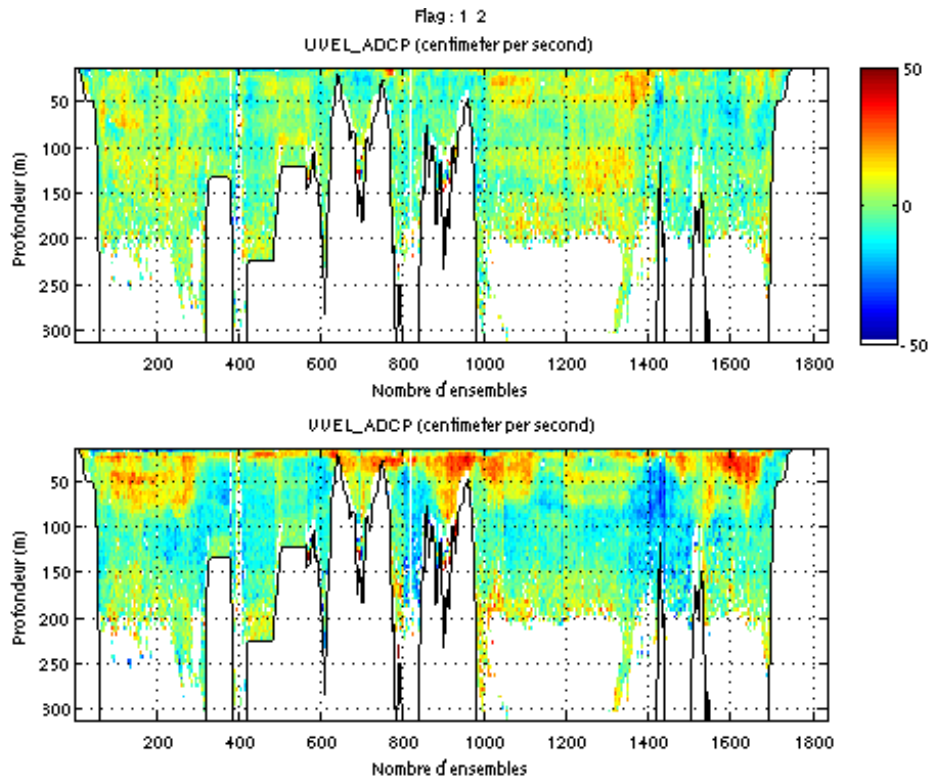 Flag : 1 2
UVEL_ADCP (centimeter per second)
50
100
150
200
250
300
Profondeur (m)
200 400 600 800 1000 1200 1400 1600 1800
Nombre d'ensembles
50
0
-50
VVEL_ADCP (centimeter per second)
50
100
150
200
250
300
Profondeur (m)
200 400 600 800 1000 1200 1400 1600 1800
Nombre d'ensembles